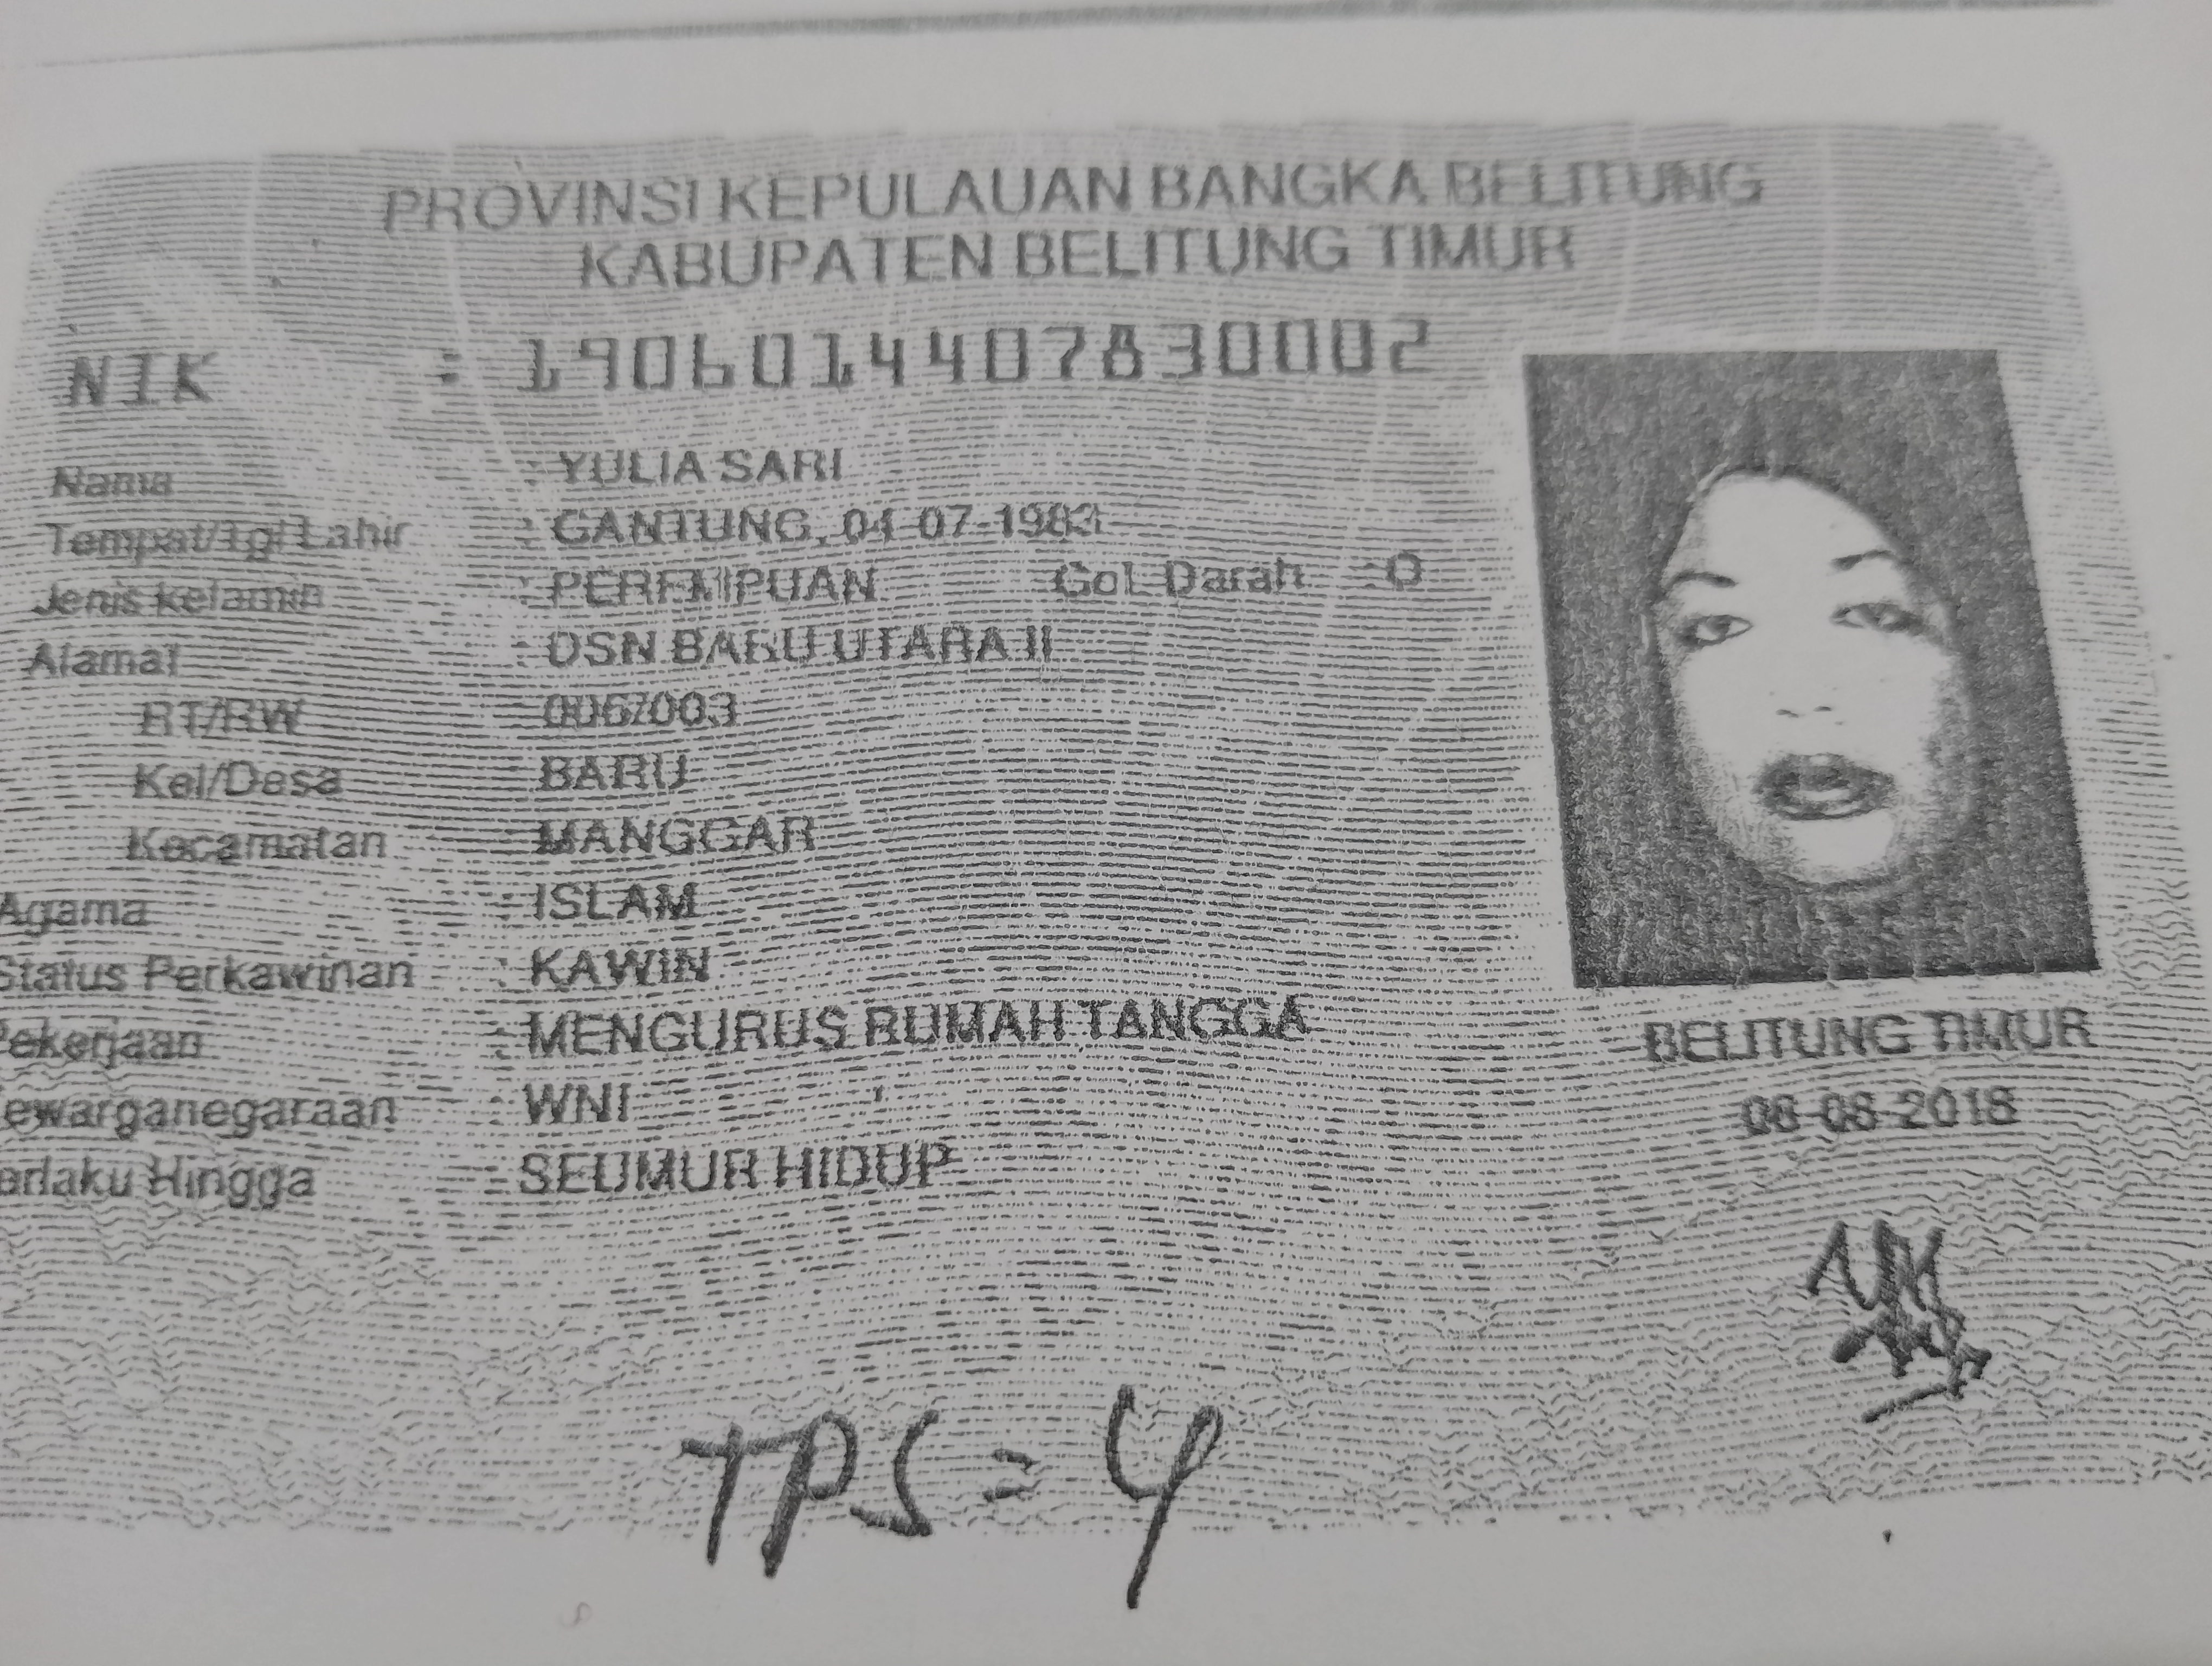 PROVINSI KEPULAUAN BANGKA BELITUNG
KABUPATEN BELITUNG TIMUR
NIK : 1906014407830002
Nama : YULIA SARI
Tempat/Tgl Lahir : GANTUNG, 04-07-1983
Jenis kelamin : PEREMPUAN Gol. Darah : O
Alamat : DSN BARU UTARA II
RT/RW : 006/003
Kel/Desa : BARU
Kecamatan : MANGGAR
Agama : ISLAM
Status Perkawinan : KAWIN
Pekerjaan : MENGURUS RUMAH TANGGA
ewarganegaraan : WNI
erlaku Hingga : SEUMUR HIDUP
BELITUNG TIMUR
08-08-2018
TPS = 4